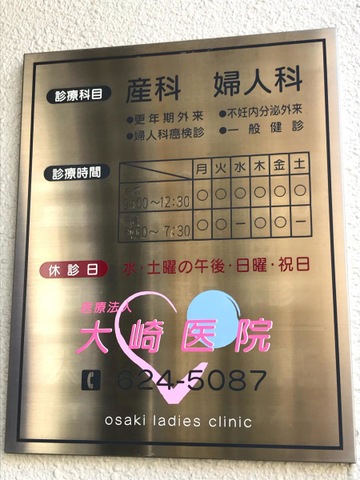 診療科目 産科 婦人科
●更年期外来 ●不妊内分泌外来
●婦人科癌検診 ●一般健診
診療時間 月 火 水 木 金 土
〜12:30 ○ ○ ○ ○ ○ ○
〜 7:30 ○ ○ － ○ ○ －
休診日 水・土曜の午後・日曜・祝日
医療法人
大崎医院
624-5087
osaki ladies clinic